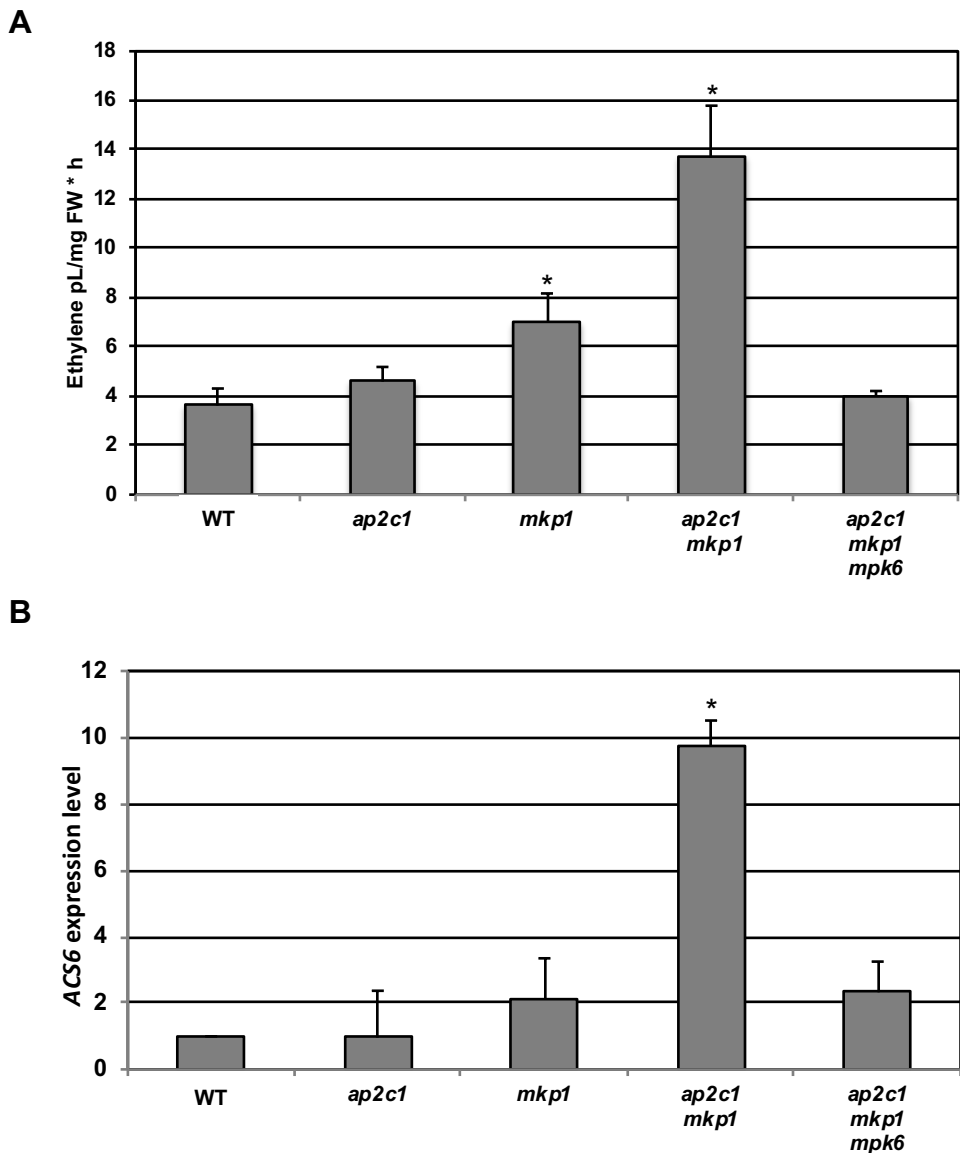 A
Ethylene pL/mg FW * h
18
16
14
12
10
8
6
4
2
0
*
*
WT
ap2c1
mkp1
ap2c1
mkp1
ap2c1
mkp1
mpk6
B
ACS6 expression level
12
10
8
6
4
2
0
*
WT
ap2c1
mkp1
ap2c1
mkp1
ap2c1
mkp1
mpk6